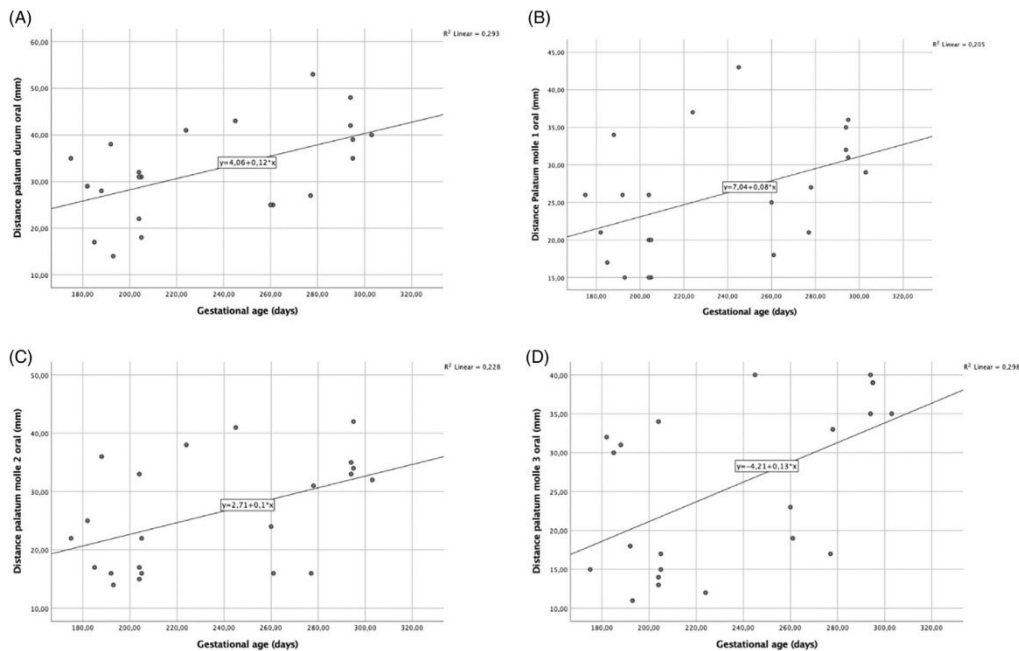 (A)
R² Linear = 0,293
60,00
50,00
40,00
30,00
20,00
10,00
Distance palatum durum oral (mm)
y=4,06+0,12*x
180,00 200,00 220,00 240,00 260,00 280,00 300,00 320,00
Gestational age (days)
(B)
R² Linear = 0,205
45,00
40,00
35,00
30,00
25,00
20,00
15,00
Distance Palatum molle 1 oral (mm)
y=7,04+0,08*x
180,00 200,00 220,00 240,00 260,00 280,00 300,00 320,00
Gestational age (days)
(C)
R² Linear = 0,228
50,00
40,00
30,00
20,00
10,00
Distance palatum molle 2 oral (mm)
y=2,71+0,1*x
180,00 200,00 220,00 240,00 260,00 280,00 300,00 320,00
Gestational age (days)
(D)
R² Linear = 0,298
40,00
35,00
30,00
25,00
20,00
15,00
10,00
Distance palatum molle 3 oral (mm)
y=-4,21+0,13*x
180,00 200,00 220,00 240,00 260,00 280,00 300,00 320,00
Gestational age (days)